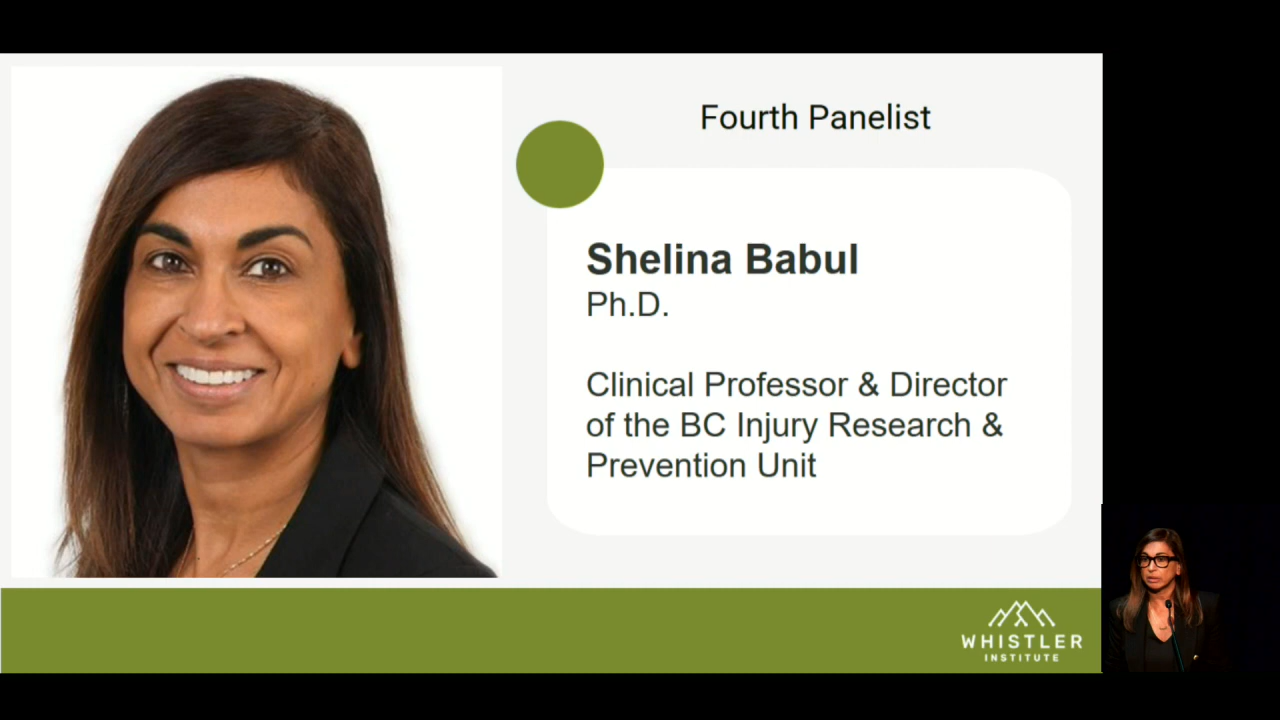 Fourth Panelist
Shelina Babul
Ph.D.
Clinical Professor & Director
of the BC Injury Research &
Prevention Unit
WHISTLER
INSTITUTE